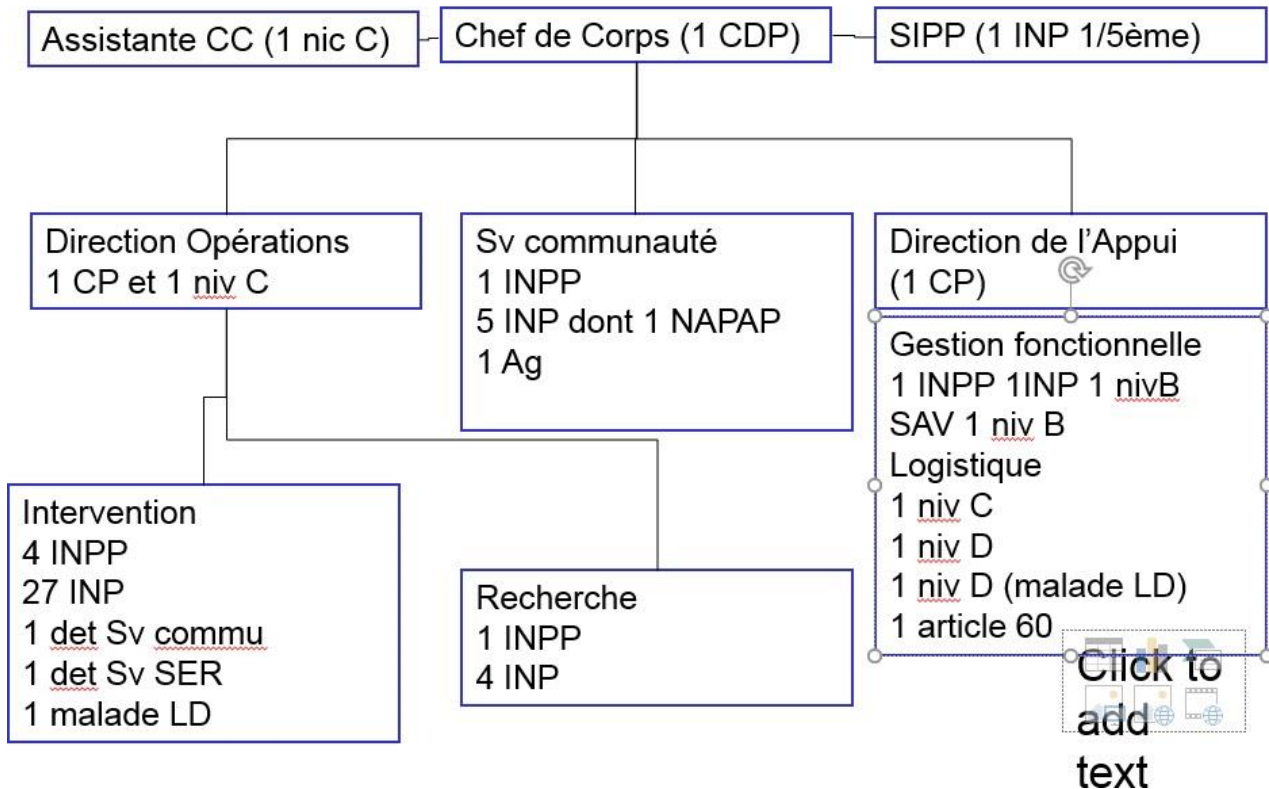 Assistante CC (1 nic C)
Chef de Corps (1 CDP)
SIPP (1 INP 1/5ème)
Direction Opérations
1 CP et 1 niv C
Sv communauté
1 INPP
5 INP dont 1 NAPAP
1 Ag
Direction de l'Appui
(1 CP)
Gestion fonctionnelle
1 INPP 1INP 1 nivB
SAV 1 niv B
Logistique
1 niv C
1 niv D
1 niv D (malade LD)
1 article 60
Intervention
4 INPP
27 INP
1 det Sv commu
1 det Sv SER
1 malade LD
Recherche
1 INPP
4 INP
Click to
add
text